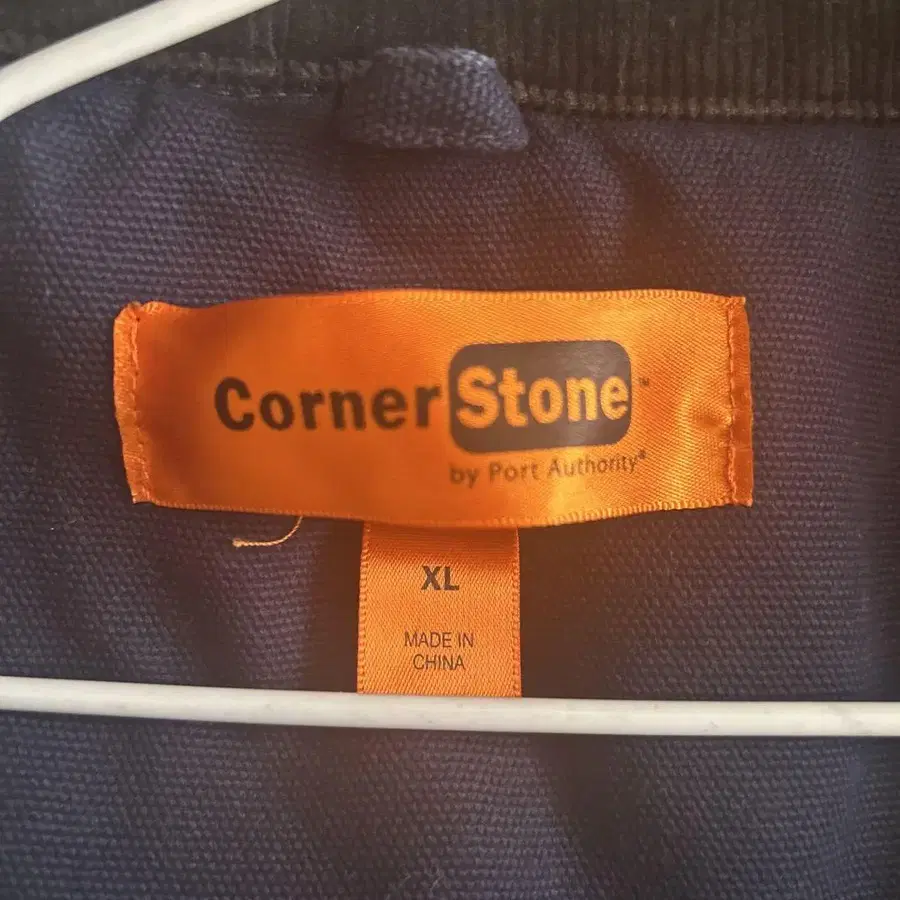 CornerStone™
by Port Authority®
XL
MADE IN
CHINA